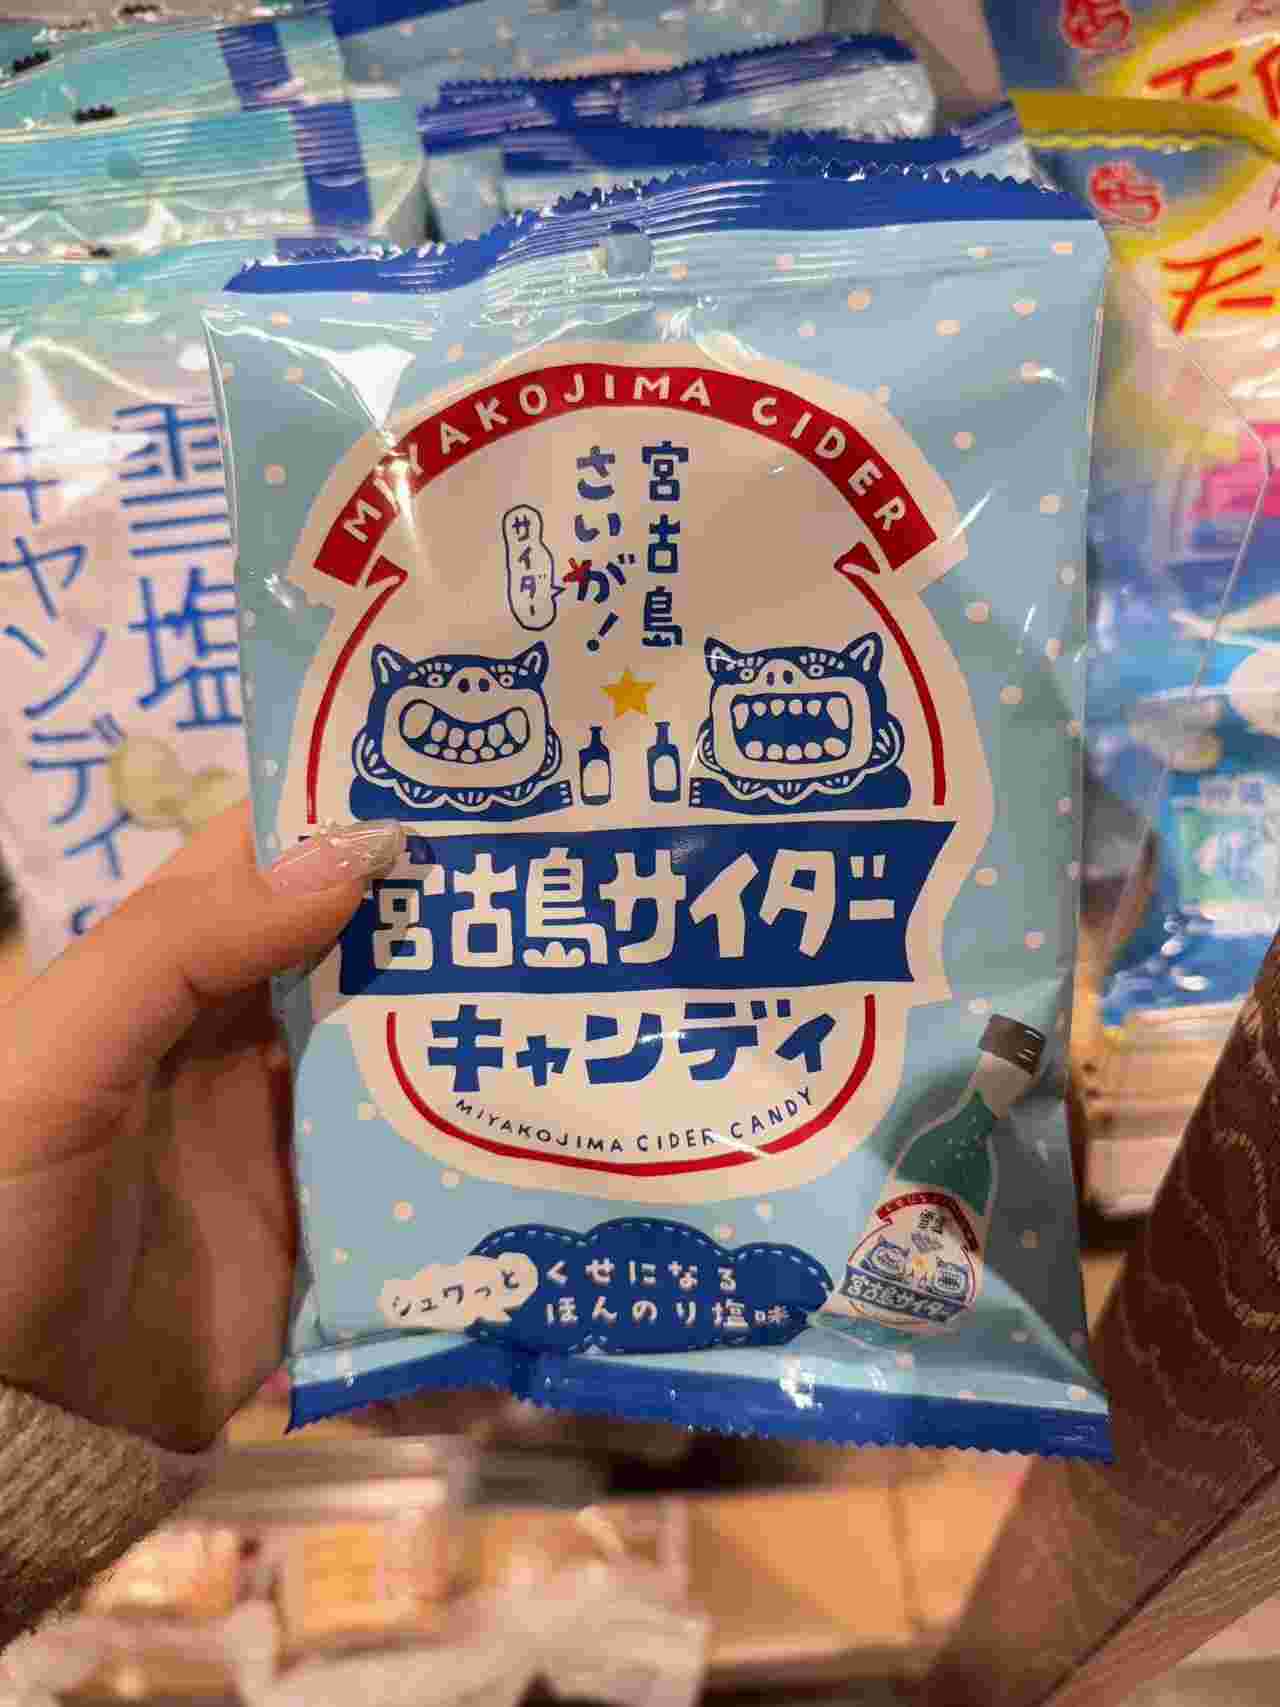 MIYAKOJIMA CIDER
宮古島
さいが!
サイダー
宮古島サイダー
キャンディ
MIYAKOJIMA CIDER CANDY
シュワっと
くせになる
ほんのり塩味
宮古島サイダー
雪塩
キャンディ